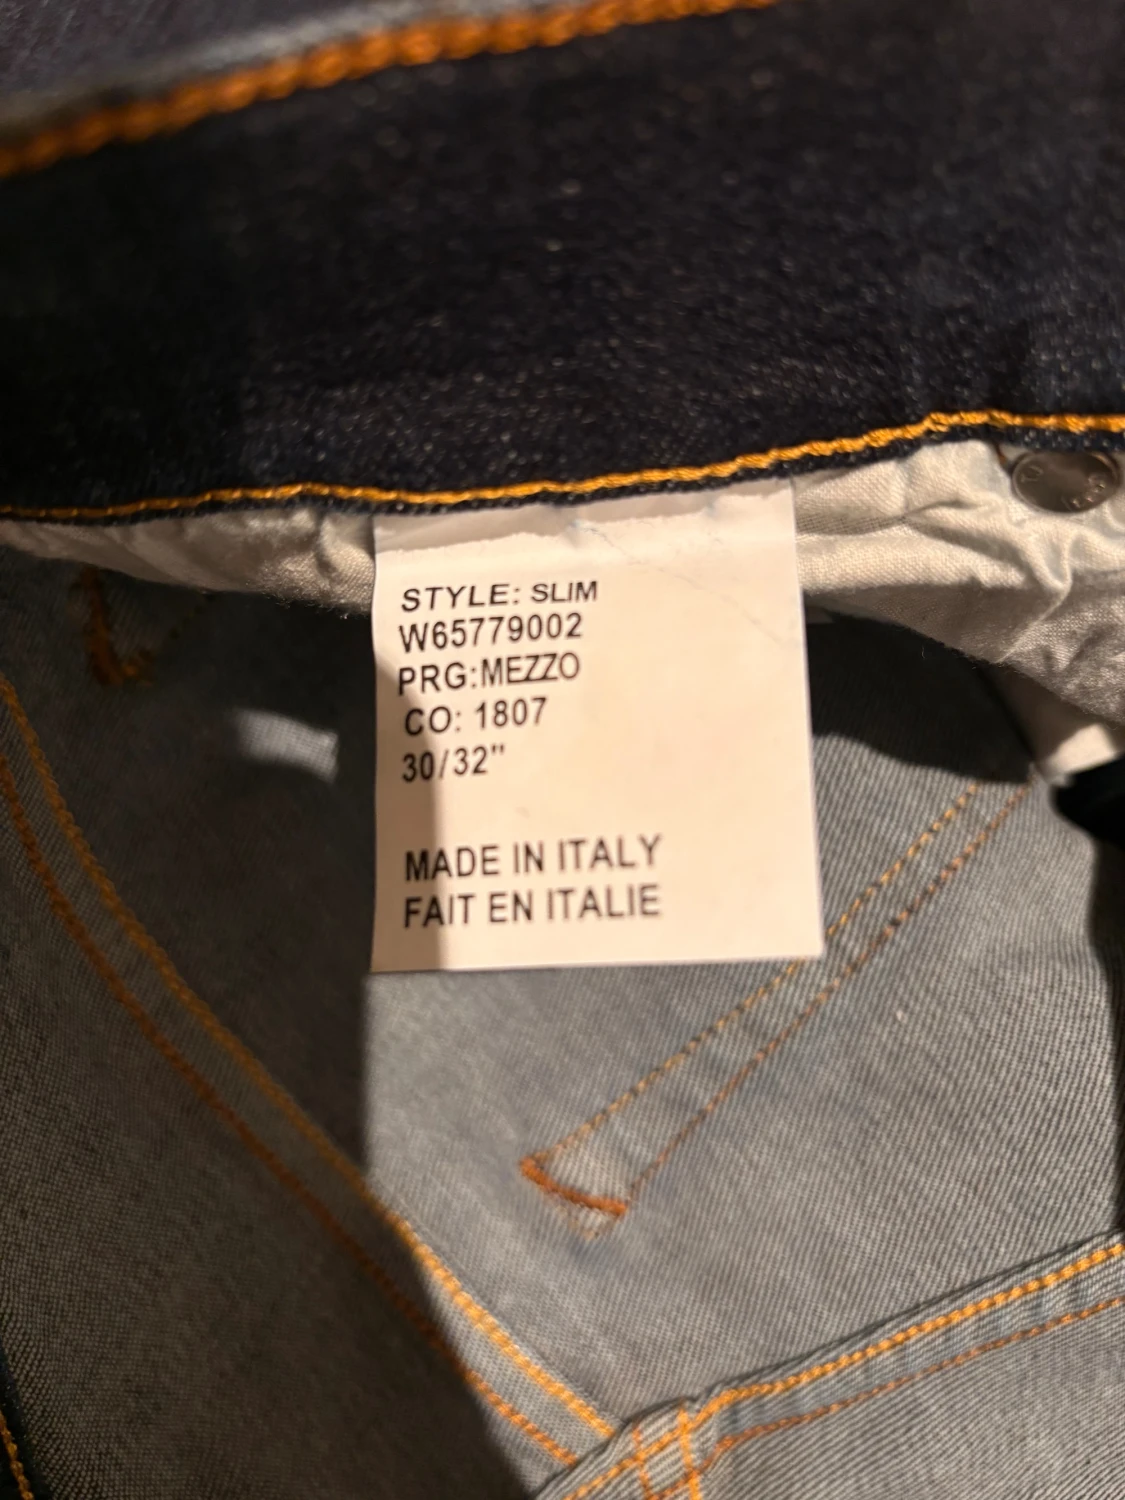 STYLE: SLIM
W65779002
PRG:MEZZO
CO: 1807
30/32"
MADE IN ITALY
FAIT EN ITALIE